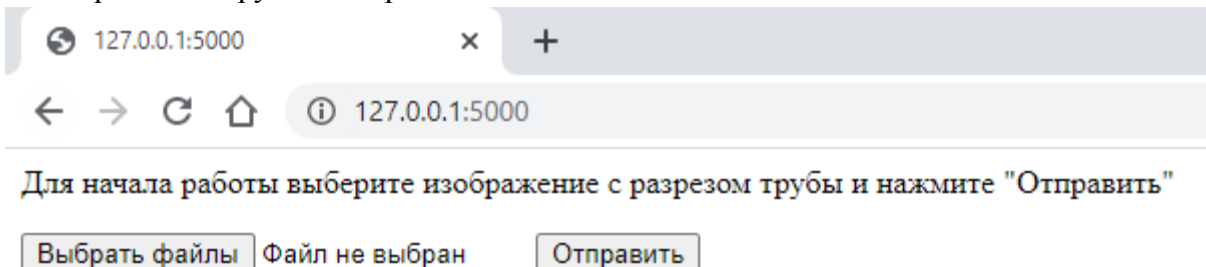 127.0.0.1:5000
127.0.0.1:5000
Для начала работы выберите изображение с разрезом трубы и нажмите "Отправить"
Выбрать файлы Файл не выбран Отправить